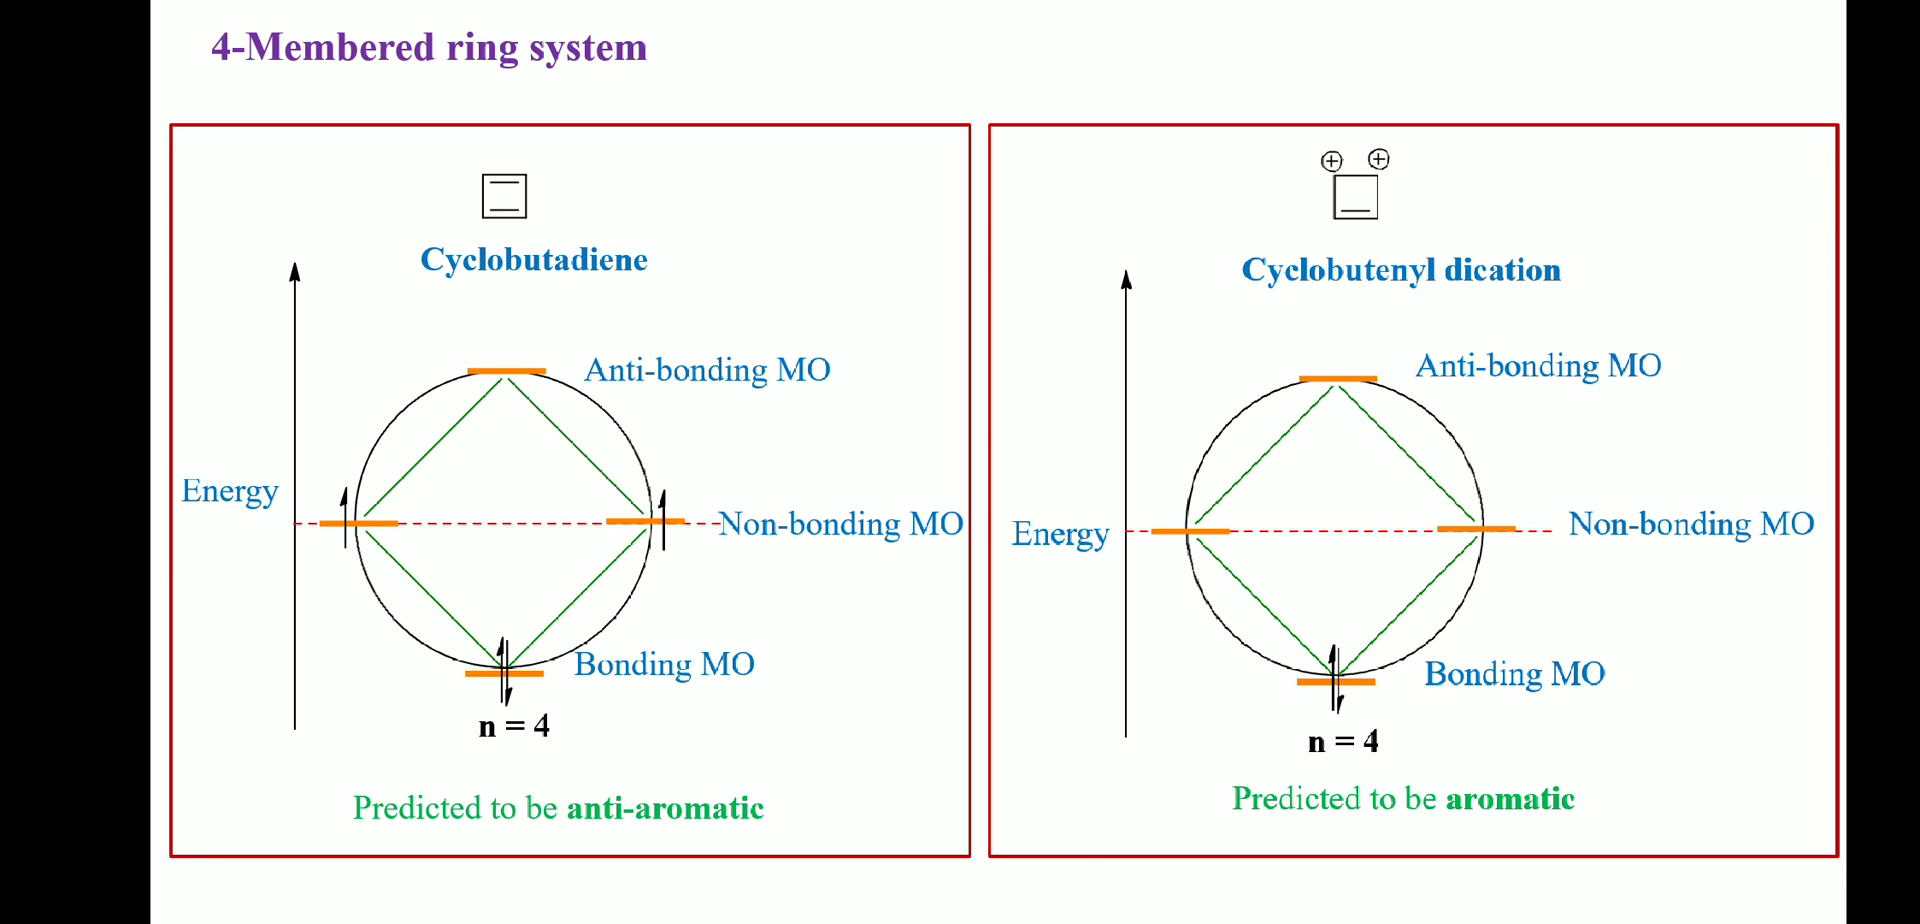 4-Membered ring system
Cyclobutadiene
Anti-bonding MO
Energy
Non-bonding MO
Bonding MO
n = 4
Predicted to be anti-aromatic
⊕ ⊕
Cyclobutenyl dication
Anti-bonding MO
Energy
Non-bonding MO
Bonding MO
n = 4
Predicted to be aromatic